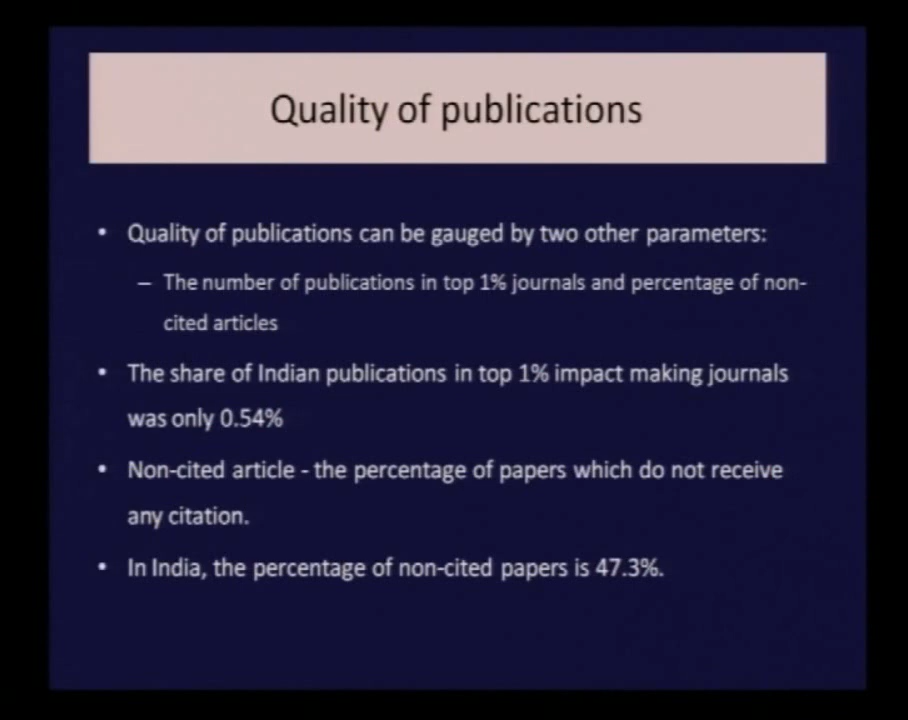 Quality of publications
• Quality of publications can be gauged by two other parameters:
– The number of publications in top 1% journals and percentage of non-
cited articles
• The share of Indian publications in top 1% impact making journals
was only 0.54%
• Non-cited article - the percentage of papers which do not receive
any citation.
• In India, the percentage of non-cited papers is 47.3%.